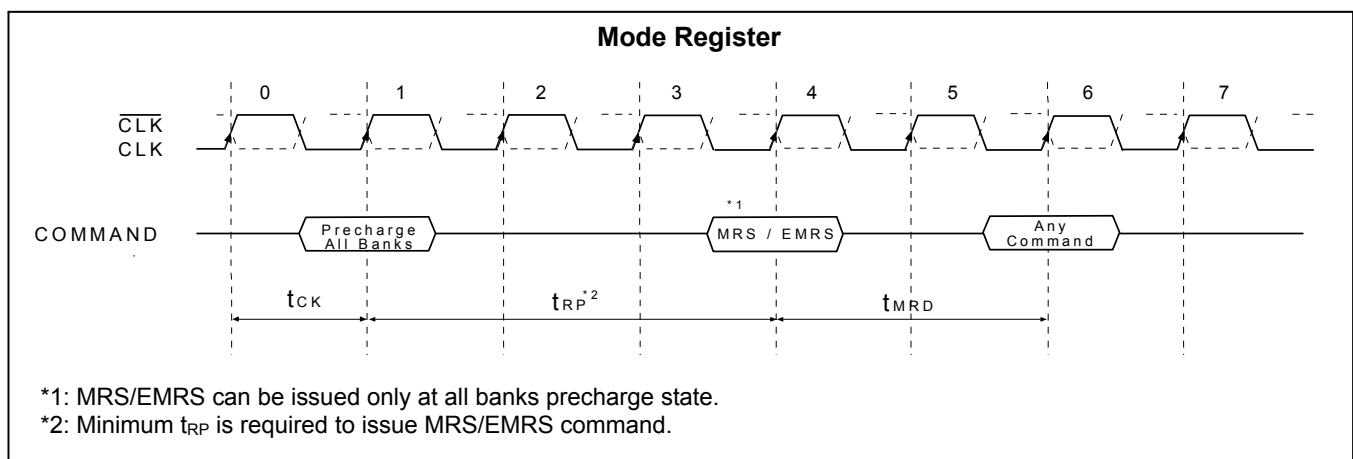 Mode Register
0 1 2 3 4 5 6 7
CLK
CLK
*1
COMMAND
Precharge
All Banks
MRS / EMRS
Any
Command
tCK
tRP*2
tMRD
*1: MRS/EMRS can be issued only at all banks precharge state.
*2: Minimum tRP is required to issue MRS/EMRS command.